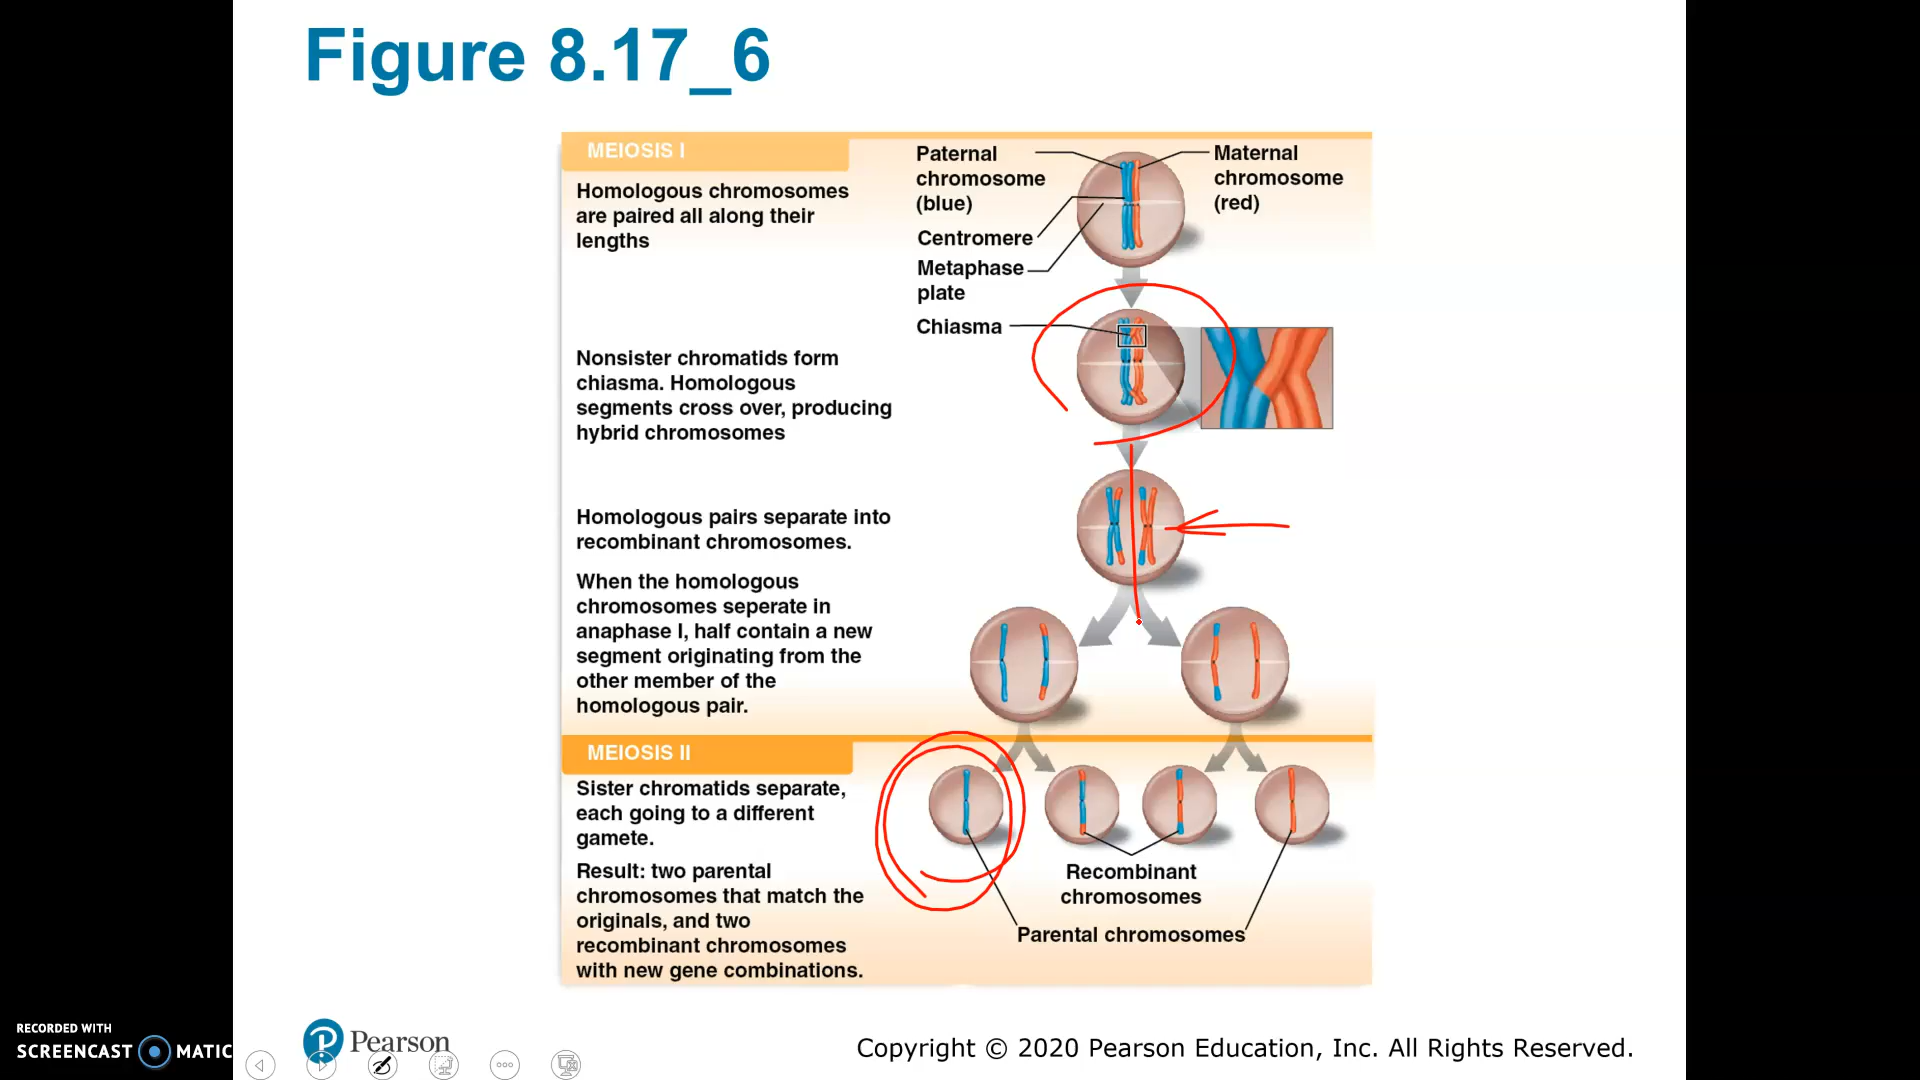 Figure 8.17_6
MEIOSIS I
Homologous chromosomes
are paired all along their
lengths
Paternal
chromosome
(blue)
Maternal
chromosome
(red)
Centromere
Metaphase
plate
Chiasma
Nonsister chromatids form
chiasma. Homologous
segments cross over, producing
hybrid chromosomes
Homologous pairs separate into
recombinant chromosomes.
When the homologous
chromosomes seperate in
anaphase I, half contain a new
segment originating from the
other member of the
homologous pair.
MEIOSIS II
Sister chromatids separate,
each going to a different
gamete.
Result: two parental
chromosomes that match the
originals, and two
recombinant chromosomes
with new gene combinations.
Recombinant
chromosomes
Parental chromosomes
RECORDED WITH
SCREENCAST MATIC
Pearson
Copyright © 2020 Pearson Education, Inc. All Rights Reserved.